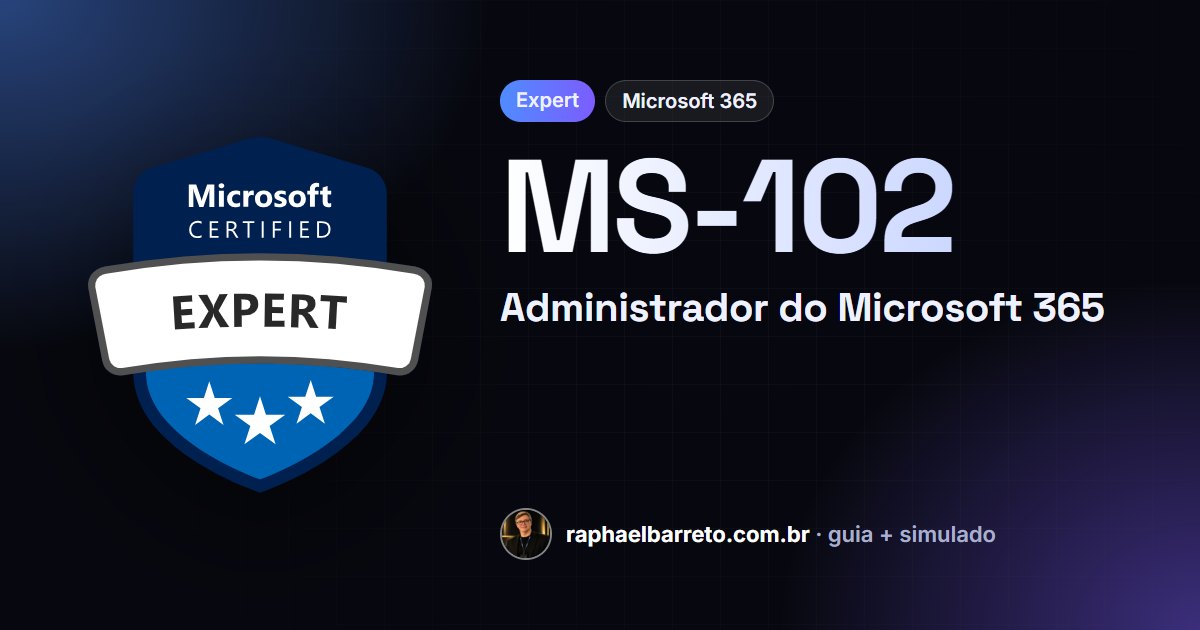 Microsoft
CERTIFIED
EXPERT
Expert
Microsoft 365
MS-102
Administrador do Microsoft 365
raphaelbarreto.com.br · guia + simulado